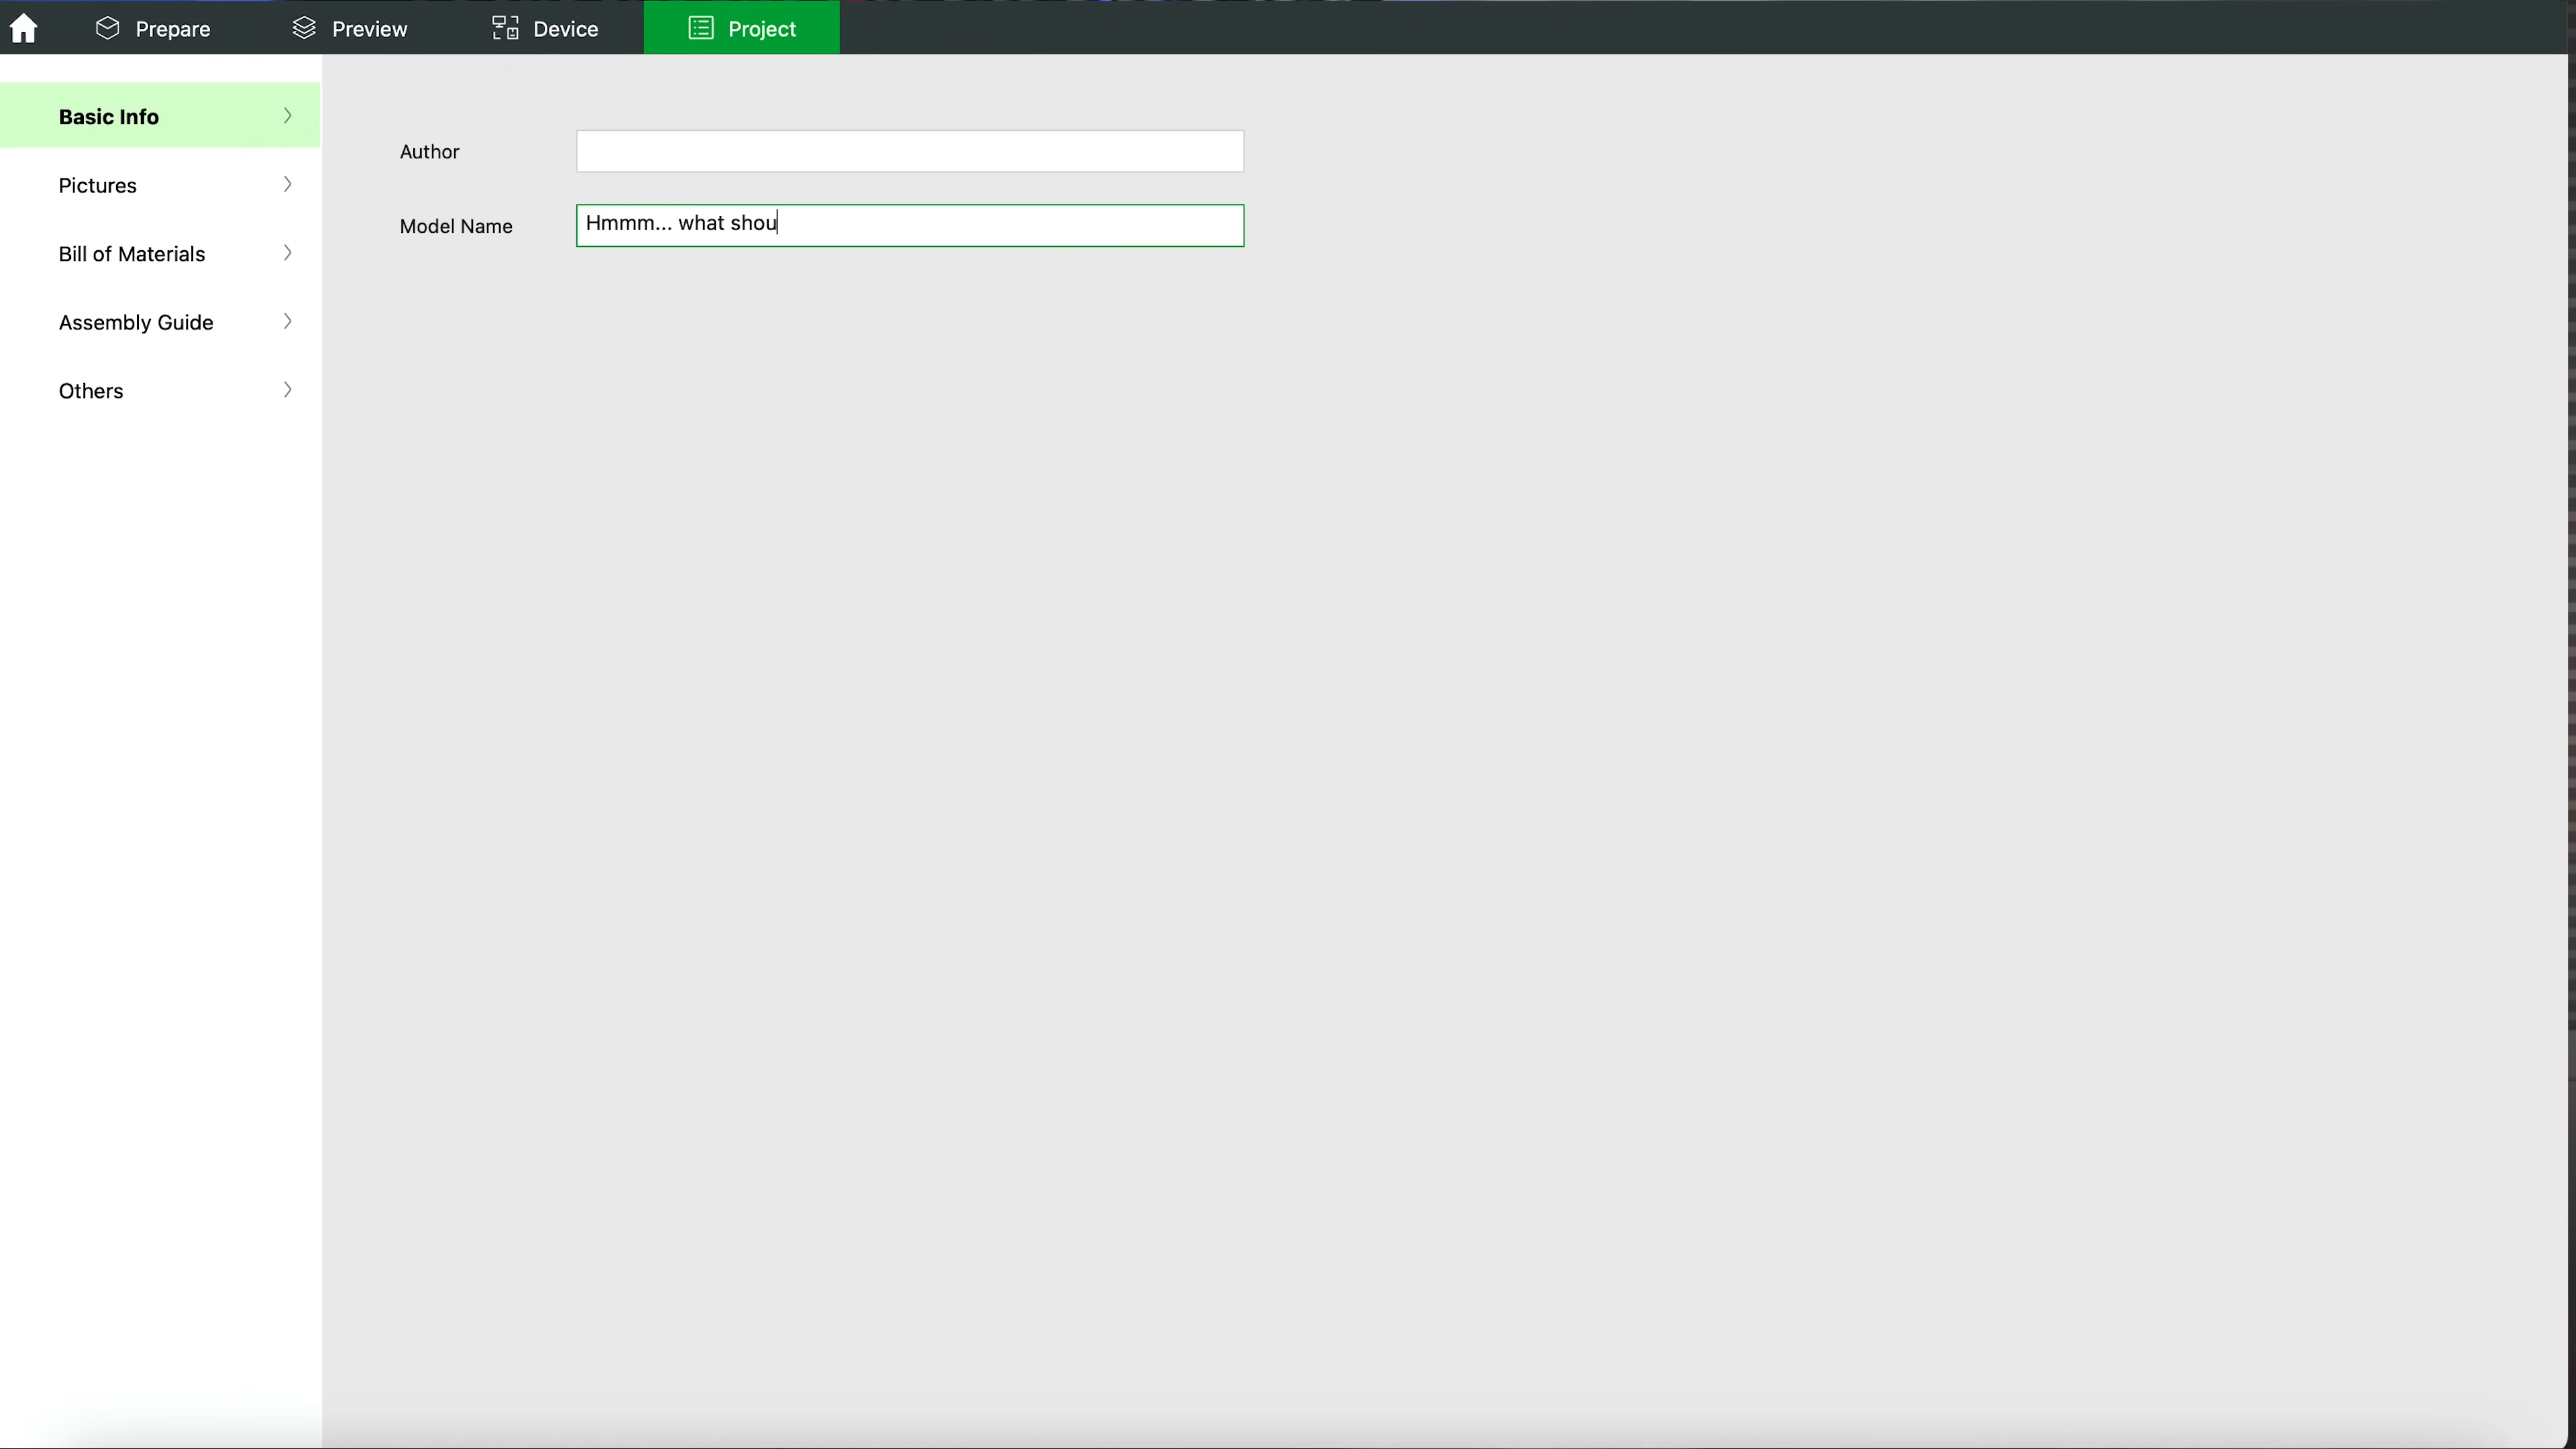 Prepare
Preview
Device
Project
Basic Info
Pictures
Bill of Materials
Assembly Guide
Others
Author
Model Name
Hmmm... what shou